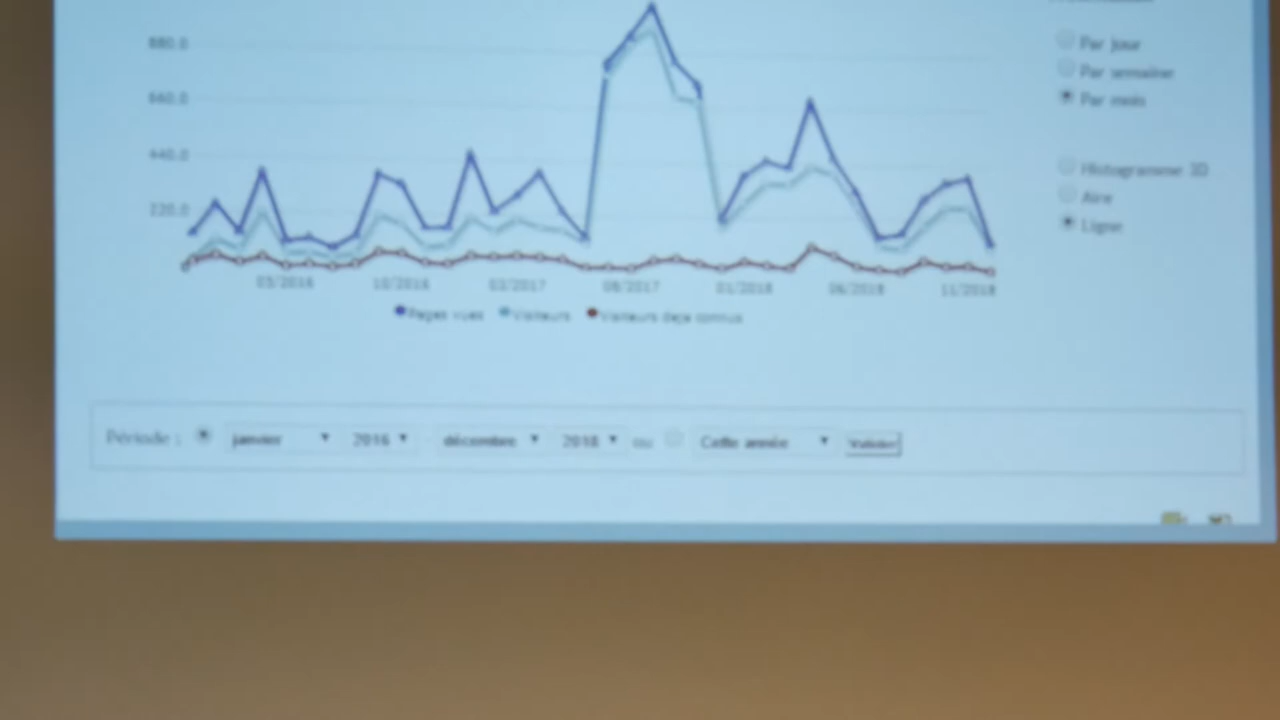 880.0
660.0
440.0
220.0
03/2016
10/2016
03/2017
08/2017
01/2018
06/2018
11/2018
Pages vues
Visiteurs
Visiteurs deja connus
Par jour
Par semaine
Par mois
Histogramme 3D
Aire
Ligne
Période : janvier 2016 décembre 2018 ou Cette année Valider